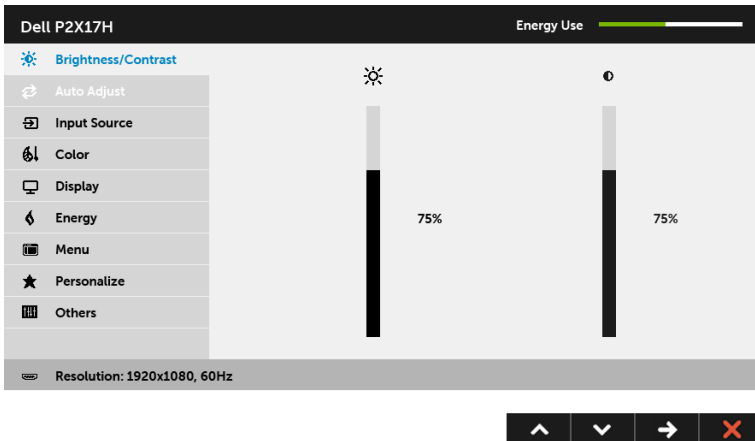 Dell P2X17H
Energy Use
Brightness/Contrast
Auto Adjust
Input Source
Color
Display
Energy
Menu
Personalize
Others
75%
75%
Resolution: 1920x1080, 60Hz